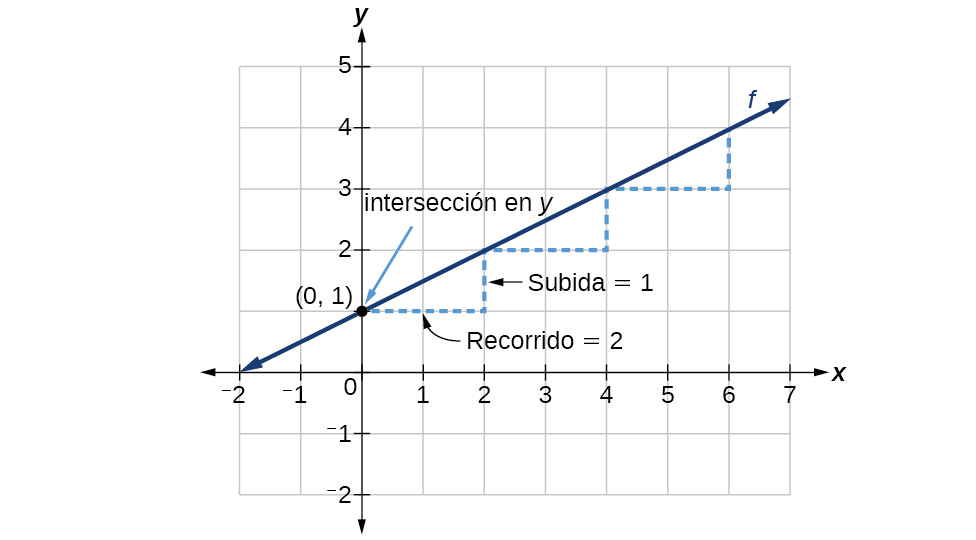 y
5
f
4
3
intersección en y
2
Subida = 1
(0, 1)
Recorrido = 2
x
−2 −1 0 1 2 3 4 5 6 7
−1
−2